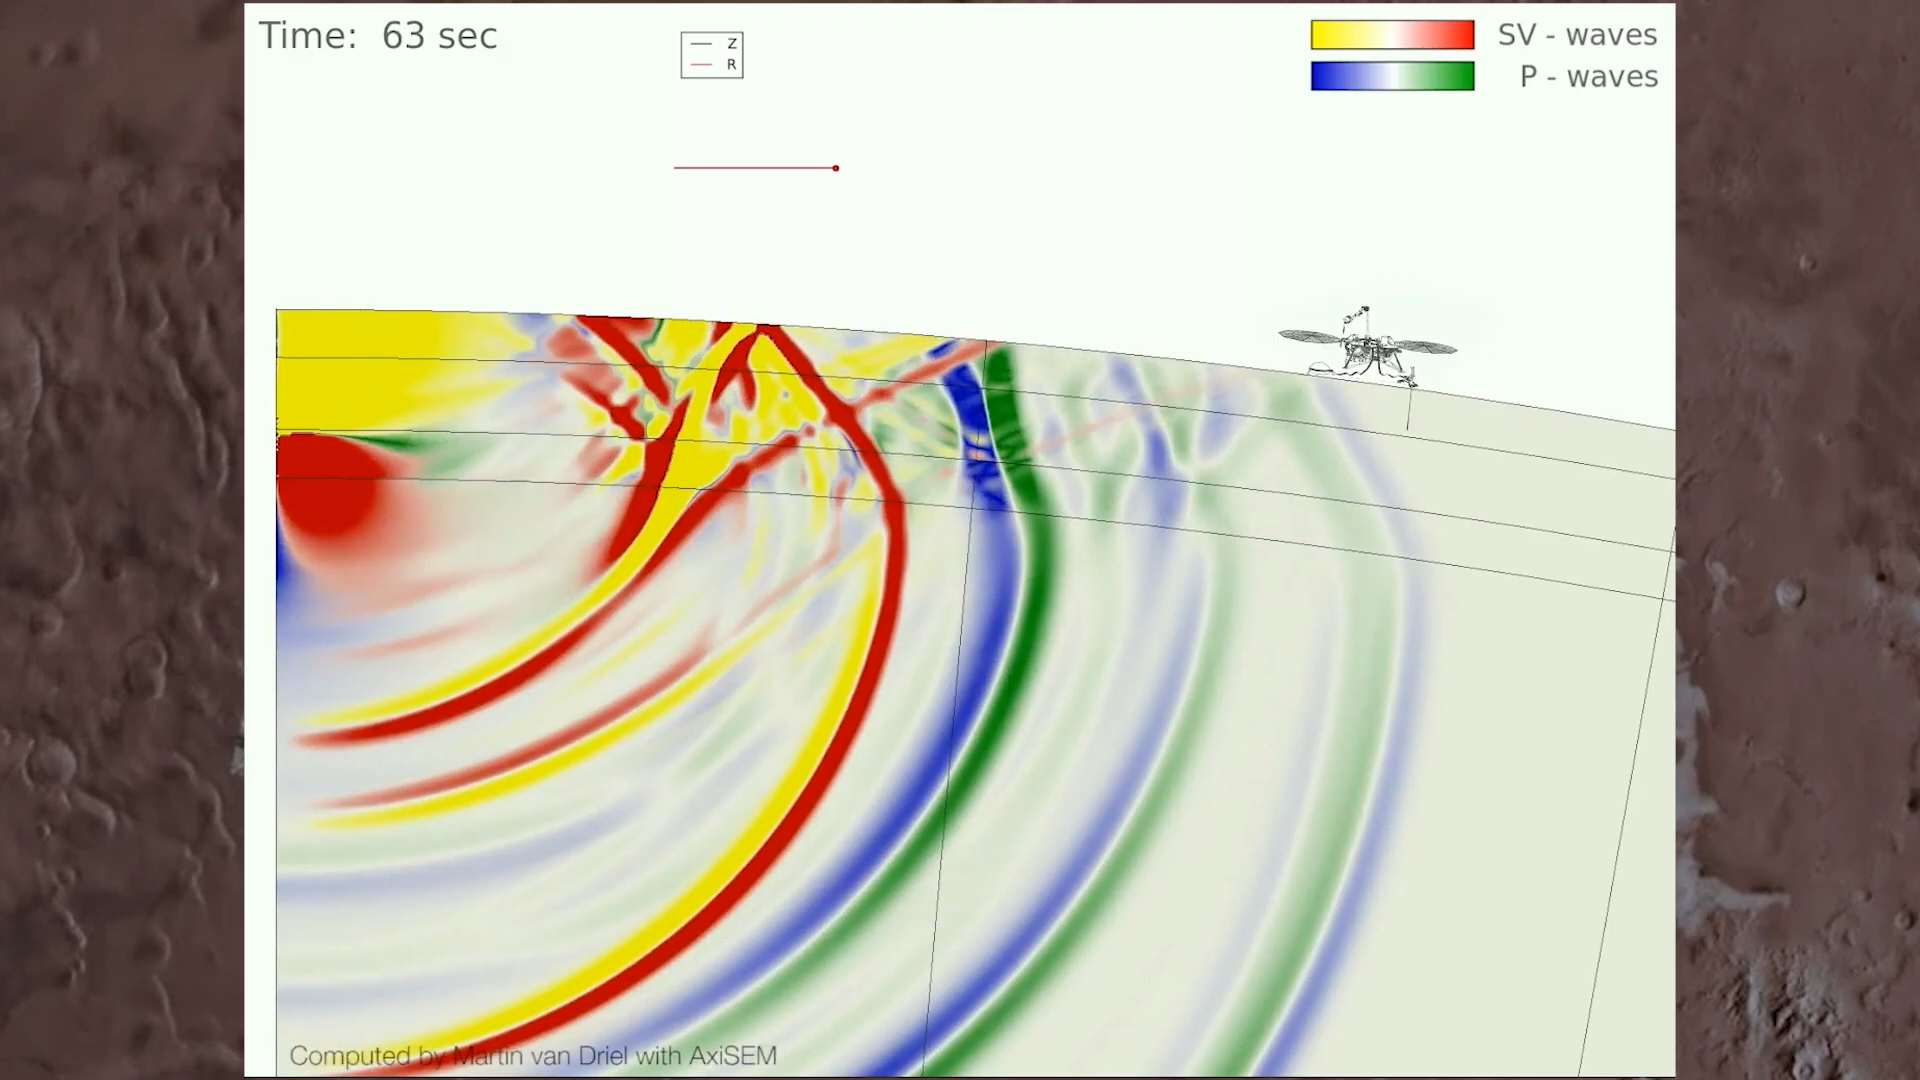 Time: 63 sec
Z
R
SV - waves
P - waves
Computed by Martin van Driel with AxiSEM